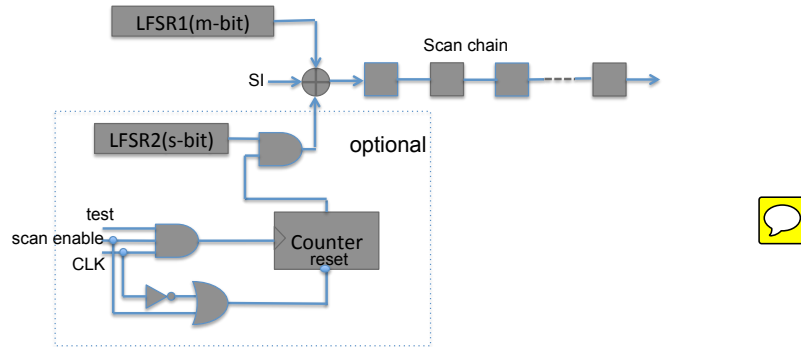 LFSR1(m-bit)
Scan chain
SI
LFSR2(s-bit)
optional
test
scan enable
CLK
Counter
reset